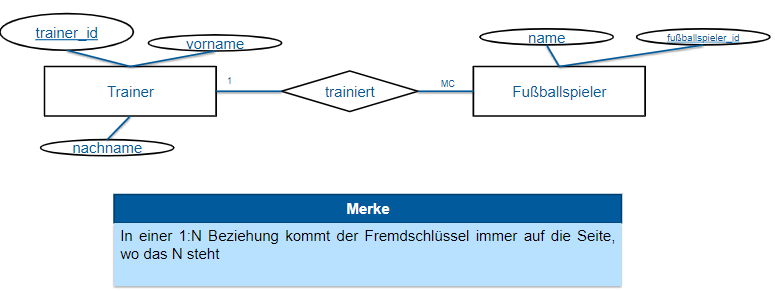 trainer_id
vorname
name
fußballspieler_id
Trainer
1
trainiert
MC
Fußballspieler
nachname
Merke
In einer 1:N Beziehung kommt der Fremdschlüssel immer auf die Seite,
wo das N steht